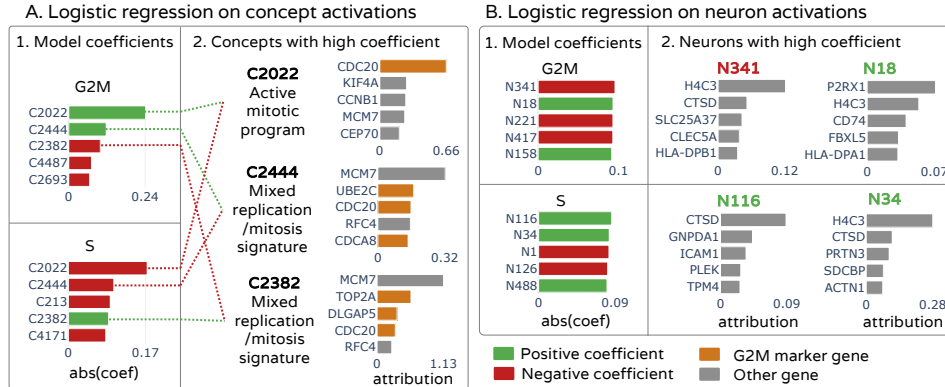 A. Logistic regression on concept activations
1. Model coefficients
G2M
C2022
C2444
C2382
C4487
C2693
0
0.24
S
C2022
C2444
C213
C2382
C4171
0
0.17
abs(coef)
2. Concepts with high coefficient
C2022
Active
mitotic
program
CDC20
KIF4A
CCNB1
MCM7
CEP70
0
0.66
C2444
Mixed
replication
/mitosis
signature
MCM7
UBE2C
CDC20
RFC4
CDCA8
0
0.32
C2382
Mixed
replication
/mitosis
signature
MCM7
TOP2A
DLGAP5
CDC20
RFC4
0
1.13
attribution
B. Logistic regression on neuron activations
1. Model coefficients
G2M
N341
N18
N221
N417
N158
0
0.1
S
N116
N34
N1
N126
N488
0
0.09
abs(coef)
2. Neurons with high coefficient
N341
H4C3
CTSD
SLC25A37
CLEC5A
HLA-DPB1
0
0.12
N18
P2RX1
H4C3
CD74
FBXL5
HLA-DPA1
0
0.07
N116
CTSD
GNPDA1
ICAM1
PLEK
TPM4
0
0.09
attribution
N34
H4C3
CTSD
PRTN3
SDCBP
ACTN1
0
0.28
attribution
Positive coefficient
Negative coefficient
G2M marker gene
Other gene